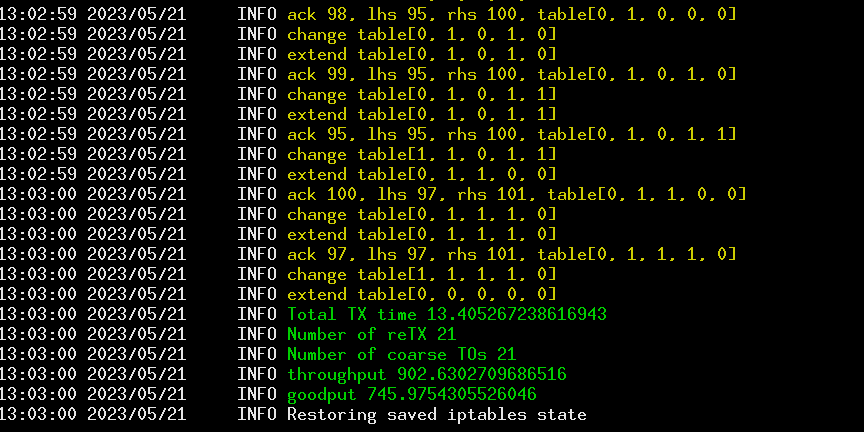 13:02:59 2023/05/21 INFO ack 98, lhs 95, rhs 100, table[0, 1, 0, 0, 0]
13:02:59 2023/05/21 INFO change table[0, 1, 0, 1, 0]
13:02:59 2023/05/21 INFO extend table[0, 1, 0, 1, 0]
13:02:59 2023/05/21 INFO ack 99, lhs 95, rhs 100, table[0, 1, 0, 1, 0]
13:02:59 2023/05/21 INFO change table[0, 1, 0, 1, 1]
13:02:59 2023/05/21 INFO extend table[0, 1, 0, 1, 1]
13:02:59 2023/05/21 INFO ack 95, lhs 95, rhs 100, table[0, 1, 0, 1, 1]
13:02:59 2023/05/21 INFO change table[1, 1, 0, 1, 1]
13:02:59 2023/05/21 INFO extend table[0, 1, 1, 0, 0]
13:03:00 2023/05/21 INFO ack 100, lhs 97, rhs 101, table[0, 1, 1, 0, 0]
13:03:00 2023/05/21 INFO change table[0, 1, 1, 1, 0]
13:03:00 2023/05/21 INFO extend table[0, 1, 1, 1, 0]
13:03:00 2023/05/21 INFO ack 97, lhs 97, rhs 101, table[0, 1, 1, 1, 0]
13:03:00 2023/05/21 INFO change table[1, 1, 1, 1, 0]
13:03:00 2023/05/21 INFO extend table[0, 0, 0, 0, 0]
13:03:00 2023/05/21 INFO Total TX time 13.405267238616943
13:03:00 2023/05/21 INFO Number of reTX 21
13:03:00 2023/05/21 INFO Number of coarse TOs 21
13:03:00 2023/05/21 INFO throughput 902.6302709686516
13:03:00 2023/05/21 INFO goodput 745.9754305526046
13:03:00 2023/05/21 INFO Restoring saved iptables state